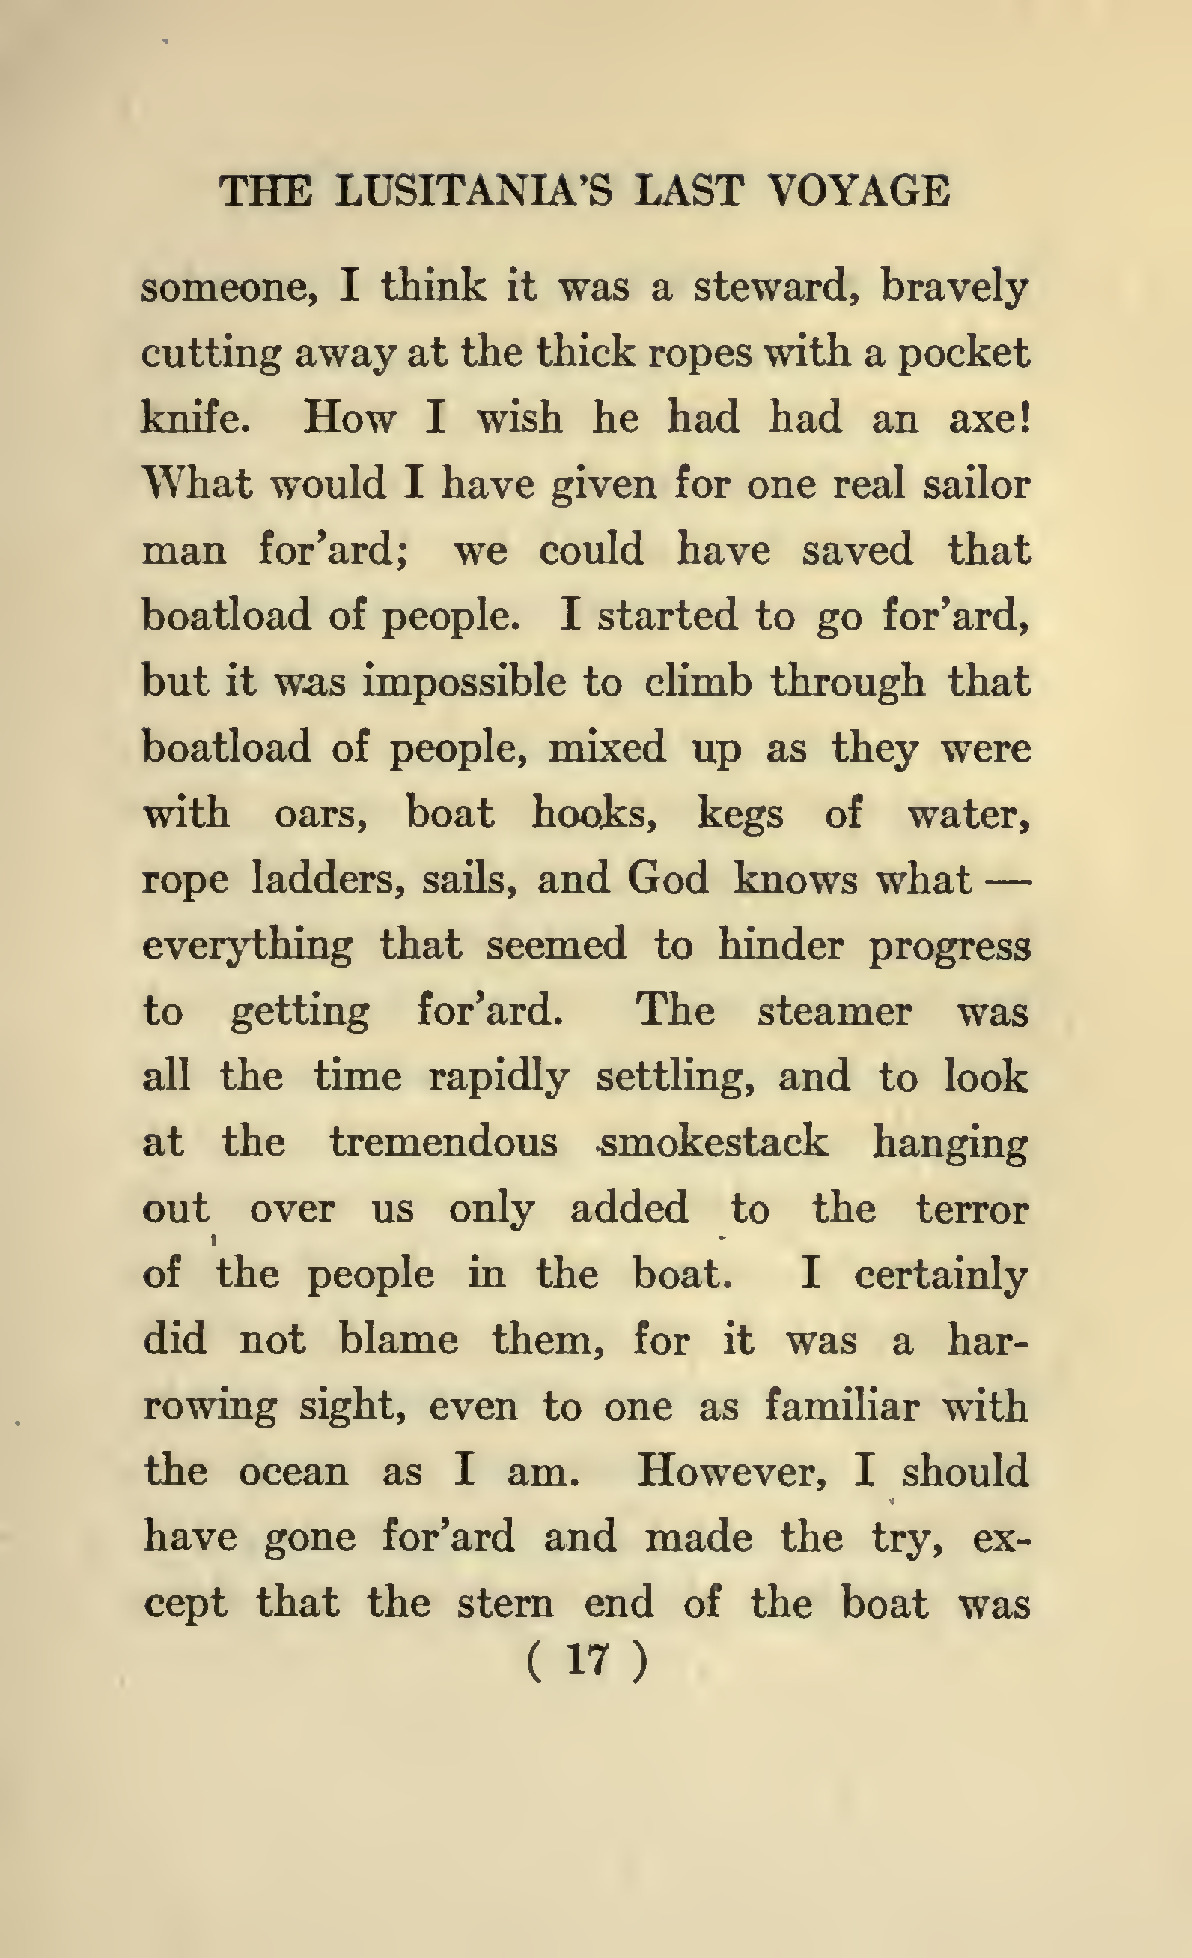 THE LUSITANIA'S LAST VOYAGE
someone, I think it was a steward, bravely
cutting away at the thick ropes with a pocket
knife. How I wish he had had an axe!
What would I have given for one real sailor
man for'ard; we could have saved that
boatload of people. I started to go for'ard,
but it was impossible to climb through that
boatload of people, mixed up as they were
with oars, boat hooks, kegs of water,
rope ladders, sails, and God knows what —
everything that seemed to hinder progress
to getting for'ard. The steamer was
all the time rapidly settling, and to look
at the tremendous smokestack hanging
out over us only added to the terror
of the people in the boat. I certainly
did not blame them, for it was a har-
rowing sight, even to one as familiar with
the ocean as I am. However, I should
have gone for'ard and made the try, ex-
cept that the stern end of the boat was
( 17 )